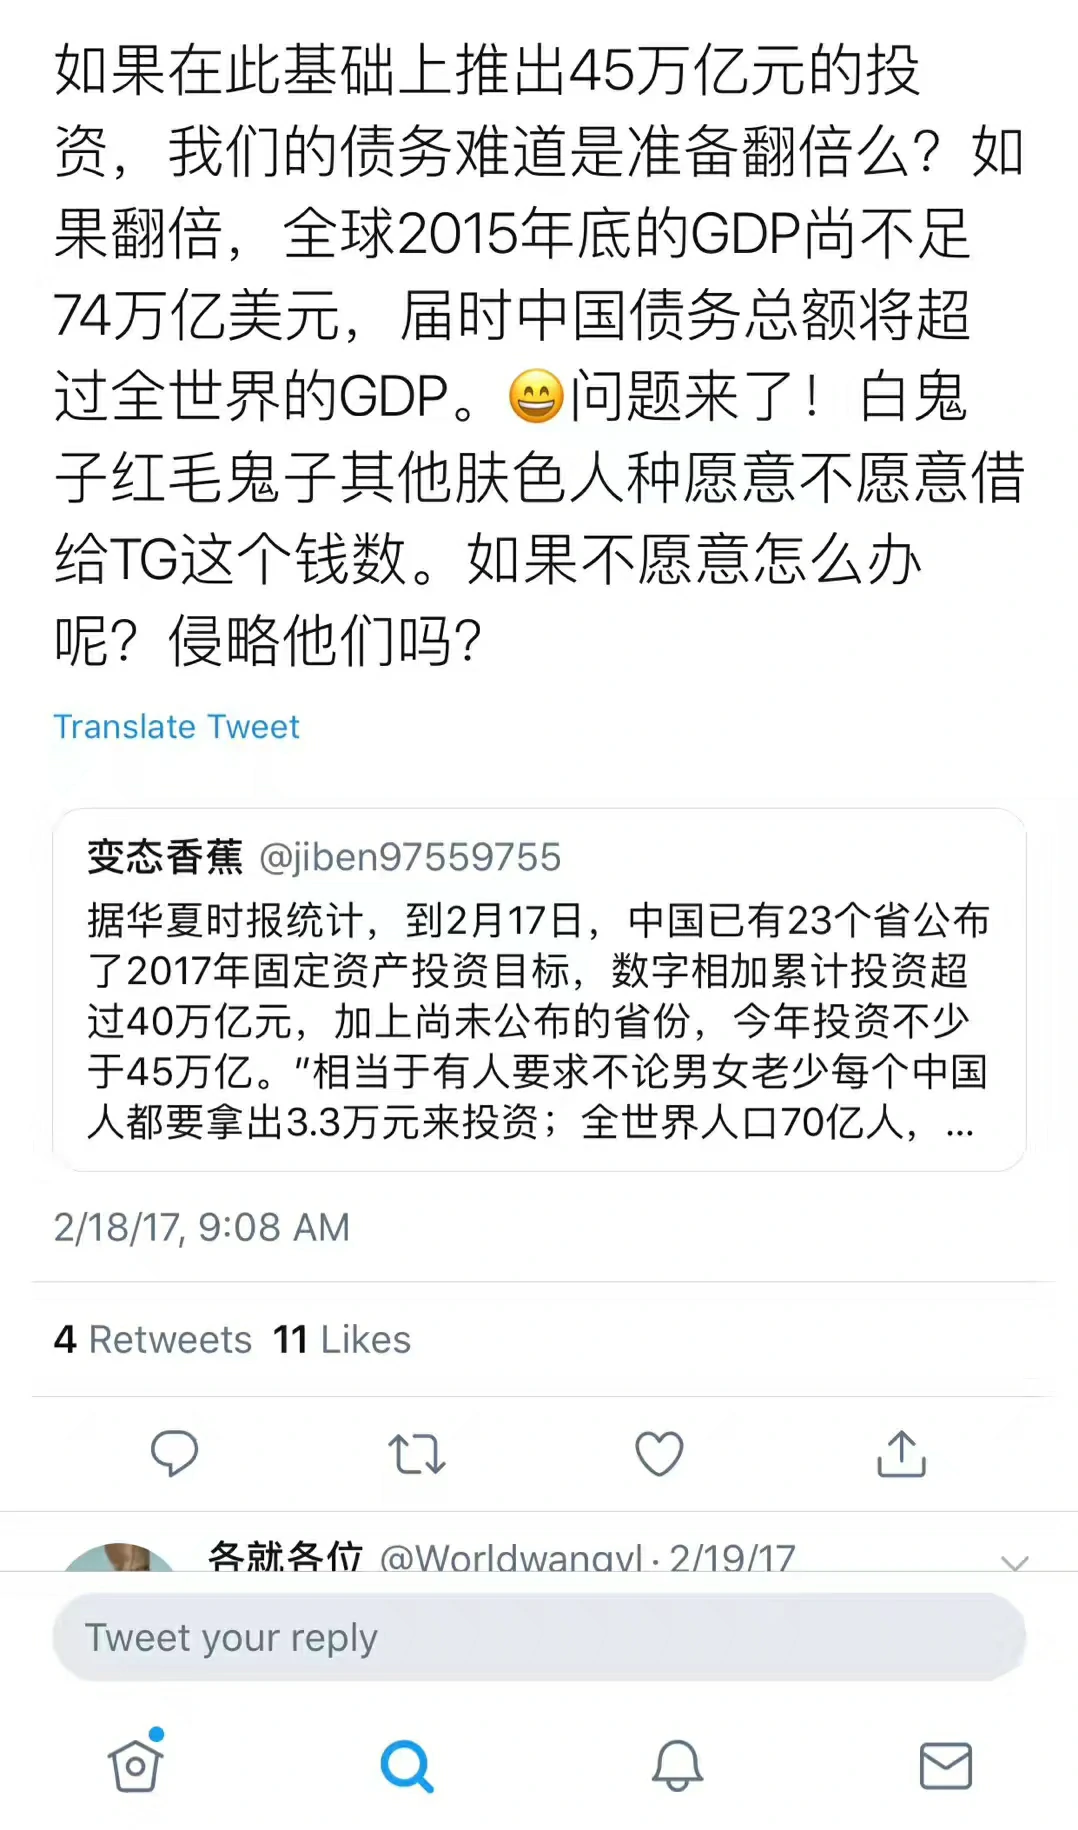 如果在此基础上推出45万亿元的投
资，我们的债务难道是准备翻倍么？如
果翻倍，全球2015年底的GDP尚不足
74万亿美元，届时中国债务总额将超
过全世界的GDP。😄问题来了！白鬼
子红毛鬼子其他肤色人种愿意不愿意借
给TG这个钱数。如果不愿意怎么办
呢？侵略他们吗？
Translate Tweet
变态香蕉 @jiben97559755
据华夏时报统计，到2月17日，中国已有23个省公布
了2017年固定资产投资目标，数字相加累计投资超
过40万亿元，加上尚未公布的省份，今年投资不少
于45万亿。"相当于有人要求不论男女老少每个中国
人都要拿出3.3万元来投资；全世界人口70亿人，...
2/18/17, 9:08 AM
4 Retweets 11 Likes
各就各位 @Worldwangyl · 2/19/17
Tweet your reply